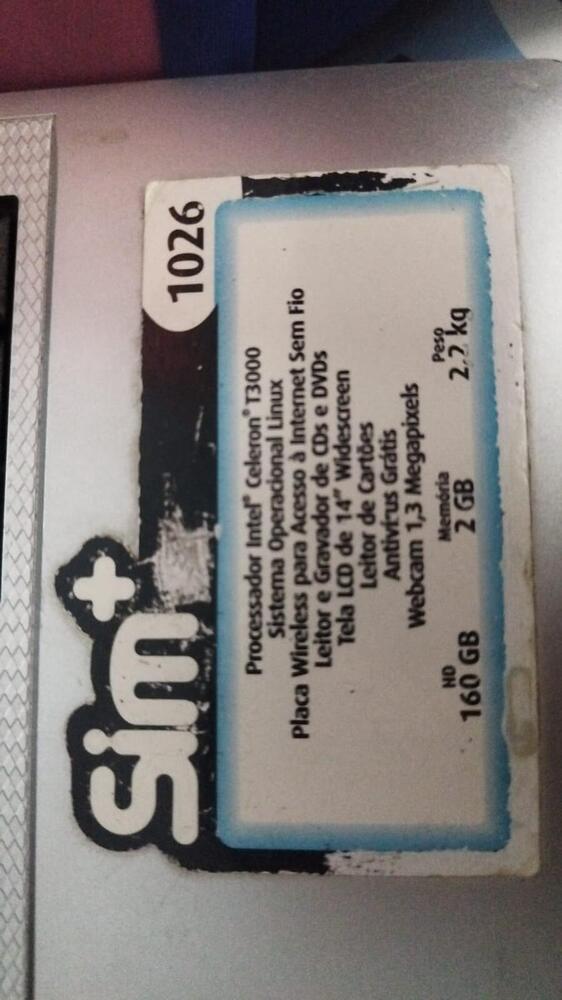 Sim+
1026
Processador Intel® Celeron® T3000
Sistema Operacional Linux
Placa Wireless para Acesso à Internet Sem Fio
Leitor e Gravador de CDs e DVDs
Tela LCD de 14" Widescreen
Leitor de Cartões
Antivírus Grátis
Webcam 1,3 Megapixels
HD Memória Peso
160 GB 2 GB 2,2 kg